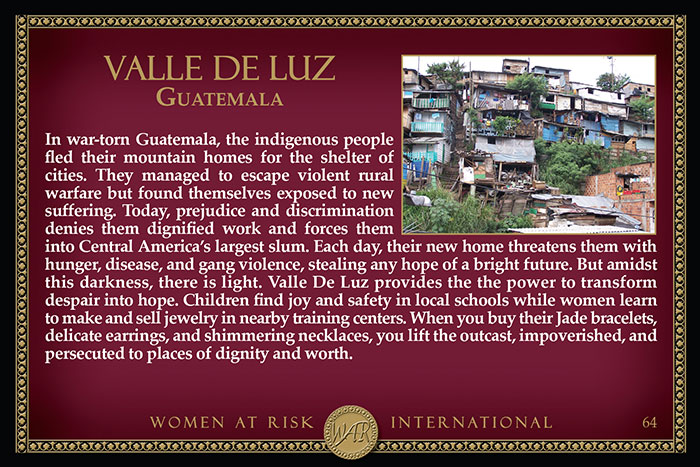 VALLE DE LUZ
GUATEMALA
In war-torn Guatemala, the indigenous people
fled their mountain homes for the shelter of
cities. They managed to escape violent rural
warfare but found themselves exposed to new
suffering. Today, prejudice and discrimination
denies them dignified work and forces them
into Central America's largest slum. Each day, their new home threatens them with
hunger, disease, and gang violence, stealing any hope of a bright future. But amidst
this darkness, there is light. Valle De Luz provides the the power to transform
despair into hope. Children find joy and safety in local schools while women learn
to make and sell jewelry in nearby training centers. When you buy their Jade bracelets,
delicate earrings, and shimmering necklaces, you lift the outcast, impoverished, and
persecuted to places of dignity and worth.
WOMEN AT RISK WAR INTERNATIONAL 64